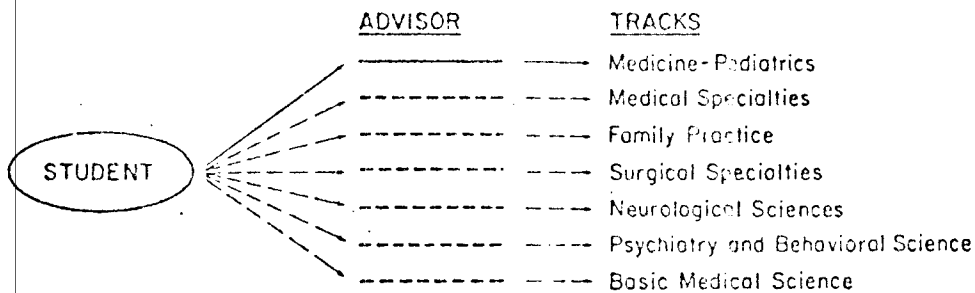 ADVISOR TRACKS
Medicine-Pediatrics
Medical Specialties
Family Practice
STUDENT Surgical Specialties
Neurological Sciences
Psychiatry and Behavioral Science
Basic Medical Science